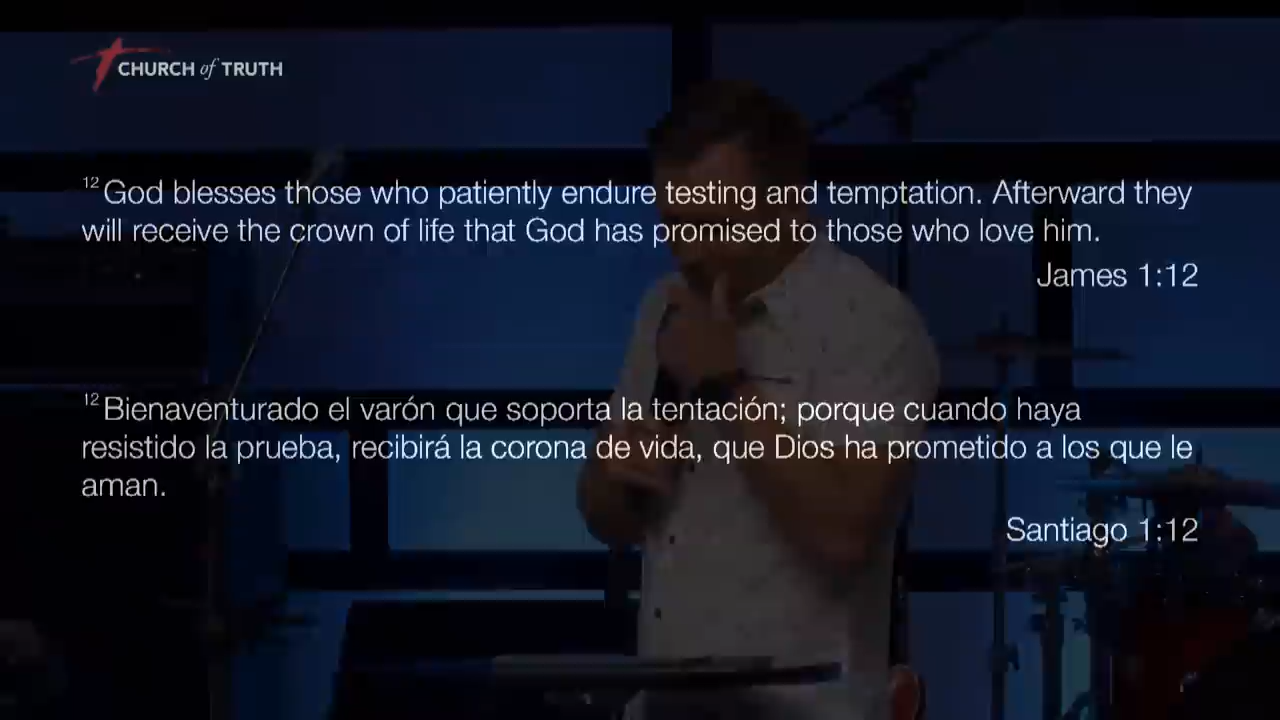 CHURCH of TRUTH
12 God blesses those who patiently endure testing and temptation. Afterward they
will receive the crown of life that God has promised to those who love him.
James 1:12
12 Bienaventurado el varón que soporta la tentación; porque cuando haya
resistido la prueba, recibirá la corona de vida, que Dios ha prometido a los que le
aman.
Santiago 1:12